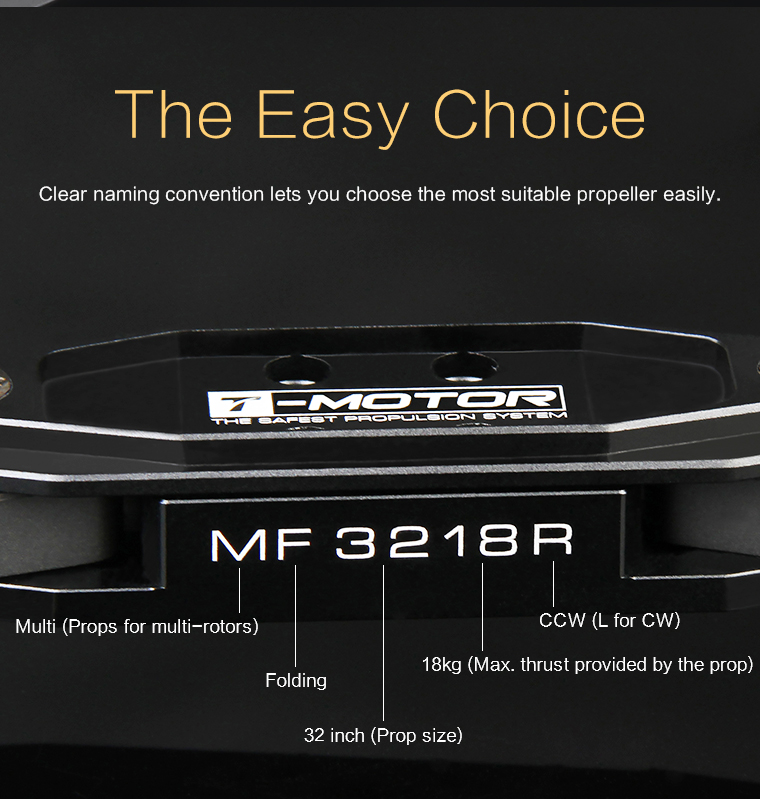 The Easy Choice
Clear naming convention lets you choose the most suitable propeller easily.
T-MOTOR
THE SAFEST PROPULSION SYSTEM
MF 3218R
Multi (Props for multi-rotors)
CCW (L for CW)
18kg (Max. thrust provided by the prop)
Folding
32 inch (Prop size)